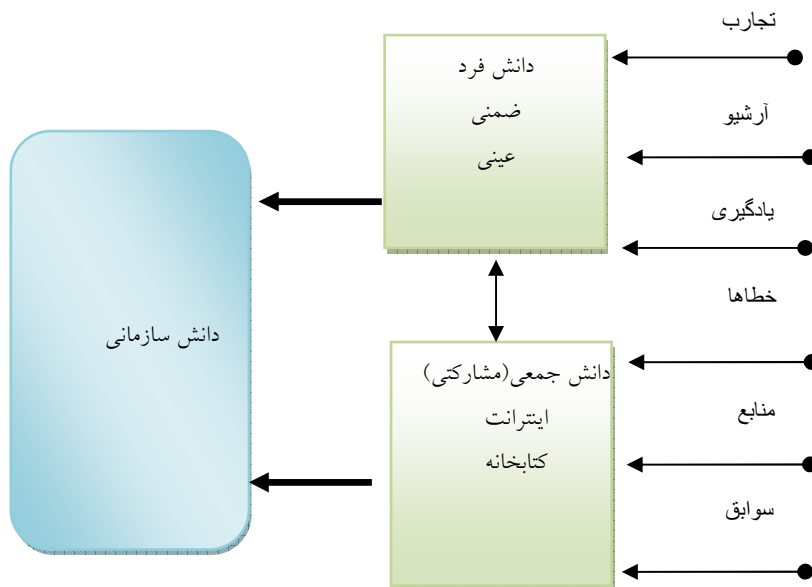 تجارب
آرشیو
یادگیری
خطاها
منابع
سوابق
دانش فرد
ضمنی
عینی
دانش جمعی(مشارکتی)
اینترانت
کتابخانه
دانش سازمانی